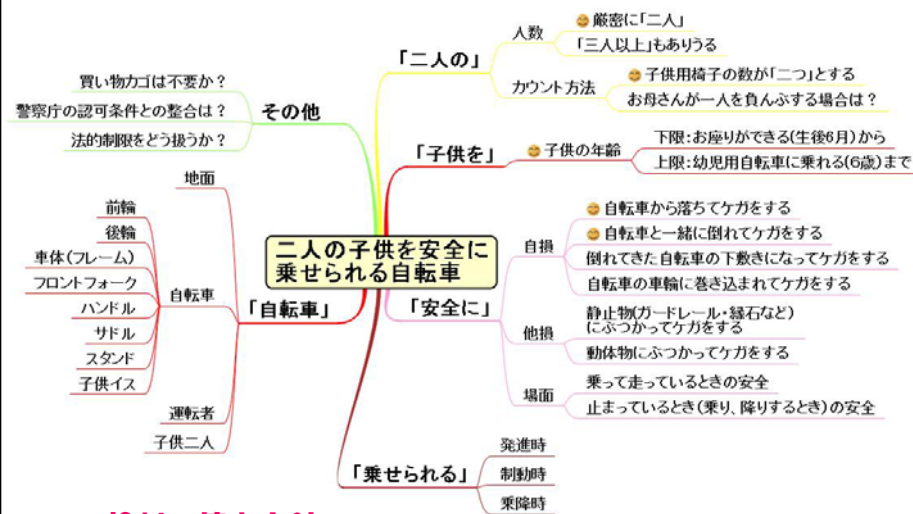 二人の子供を安全に
乗せられる自転車
「二人の」
人数
厳密に「二人」
「三人以上」もありうる
カウント方法
子供用椅子の数が「二つ」とする
お母さんが一人を負んぶする場合は？
「子供を」
子供の年齢
下限:お座りができる(生後6月)から
上限:幼児用自転車に乗れる(6歳)まで
「安全に」
自損
自転車から落ちてケガをする
自転車と一緒に倒れてケガをする
倒れてきた自転車の下敷きになってケガをする
自転車の車輪に巻き込まれてケガをする
他損
静止物(ガードレール・縁石など)
にぶつかってケガをする
動体物にぶつかってケガをする
場面
乗って走っているときの安全
止まっているとき(乗り、降りするとき)の安全
「乗せられる」
発進時
制動時
乗降時
その他
買い物カゴは不要か？
警察庁の認可条件との整合は？
法的制限をどう扱うか？
「自転車」
地面
自転車
前輪
後輪
車体(フレーム)
フロントフォーク
ハンドル
サドル
スタンド
子供イス
運転者
子供二人